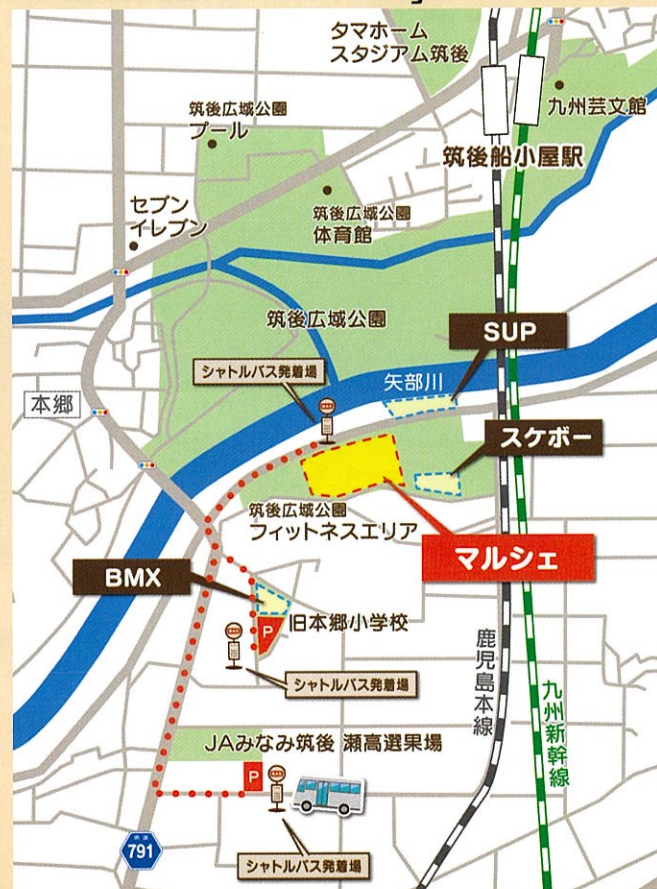 タマホーム
スタジアム筑後
九州芸文館
筑後広域公園
プール
筑後船小屋駅
セブン
イレブン
筑後広域公園
体育館
筑後広域公園
SUP
シャトルバス発着場
矢部川
本郷
スケボー
筑後広域公園
フィットネスエリア
マルシェ
BMX
P
旧本郷小学校
シャトルバス発着場
鹿児島本線
九州新幹線
JAみなみ筑後 瀬高選果場
P
県道
791
シャトルバス発着場